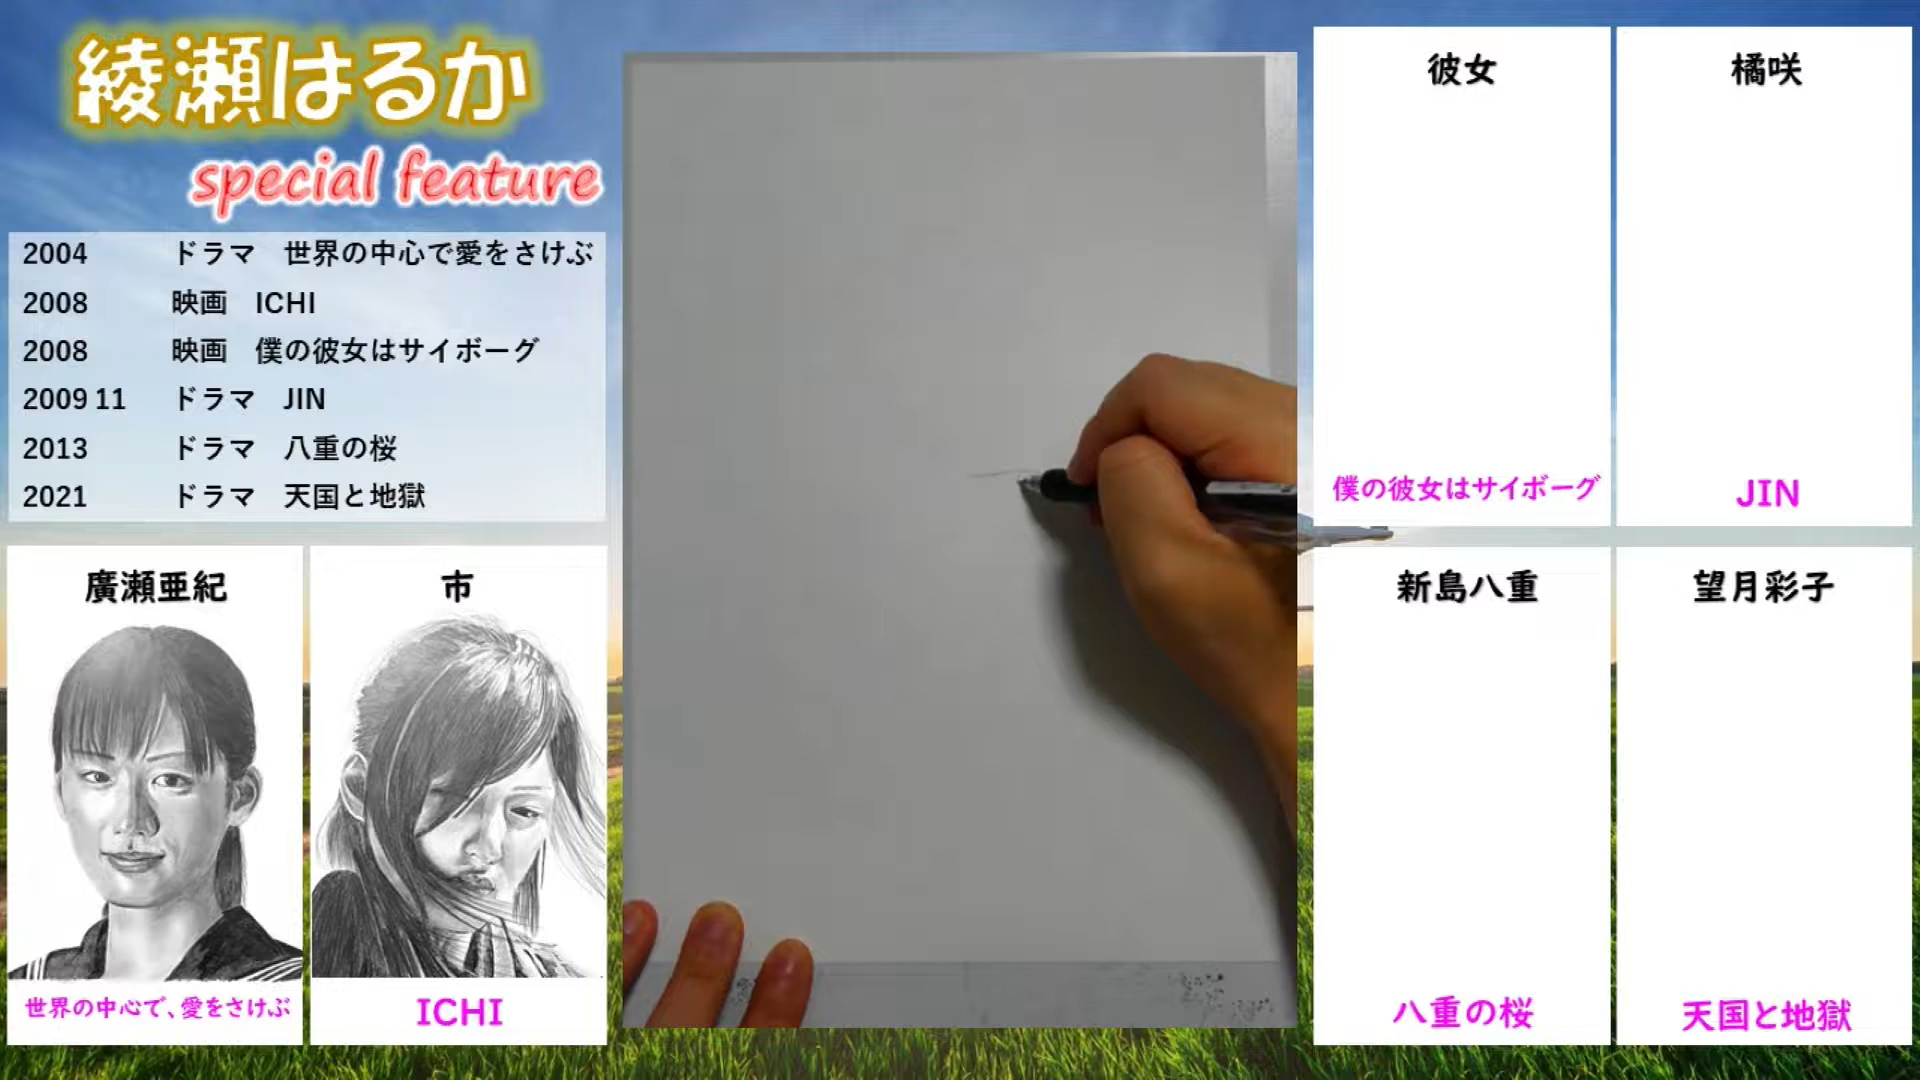 綾瀬はるか
special feature
2004 ドラマ 世界の中心で愛をさけぶ
2008 映画 ICHI
2008 映画 僕の彼女はサイボーグ
2009 11 ドラマ JIN
2013 ドラマ 八重の桜
2021 ドラマ 天国と地獄
廣瀬亜紀
世界の中心で、愛をさけぶ
市
ICHI
彼女
僕の彼女はサイボーグ
橘咲
JIN
新島八重
八重の桜
望月彩子
天国と地獄